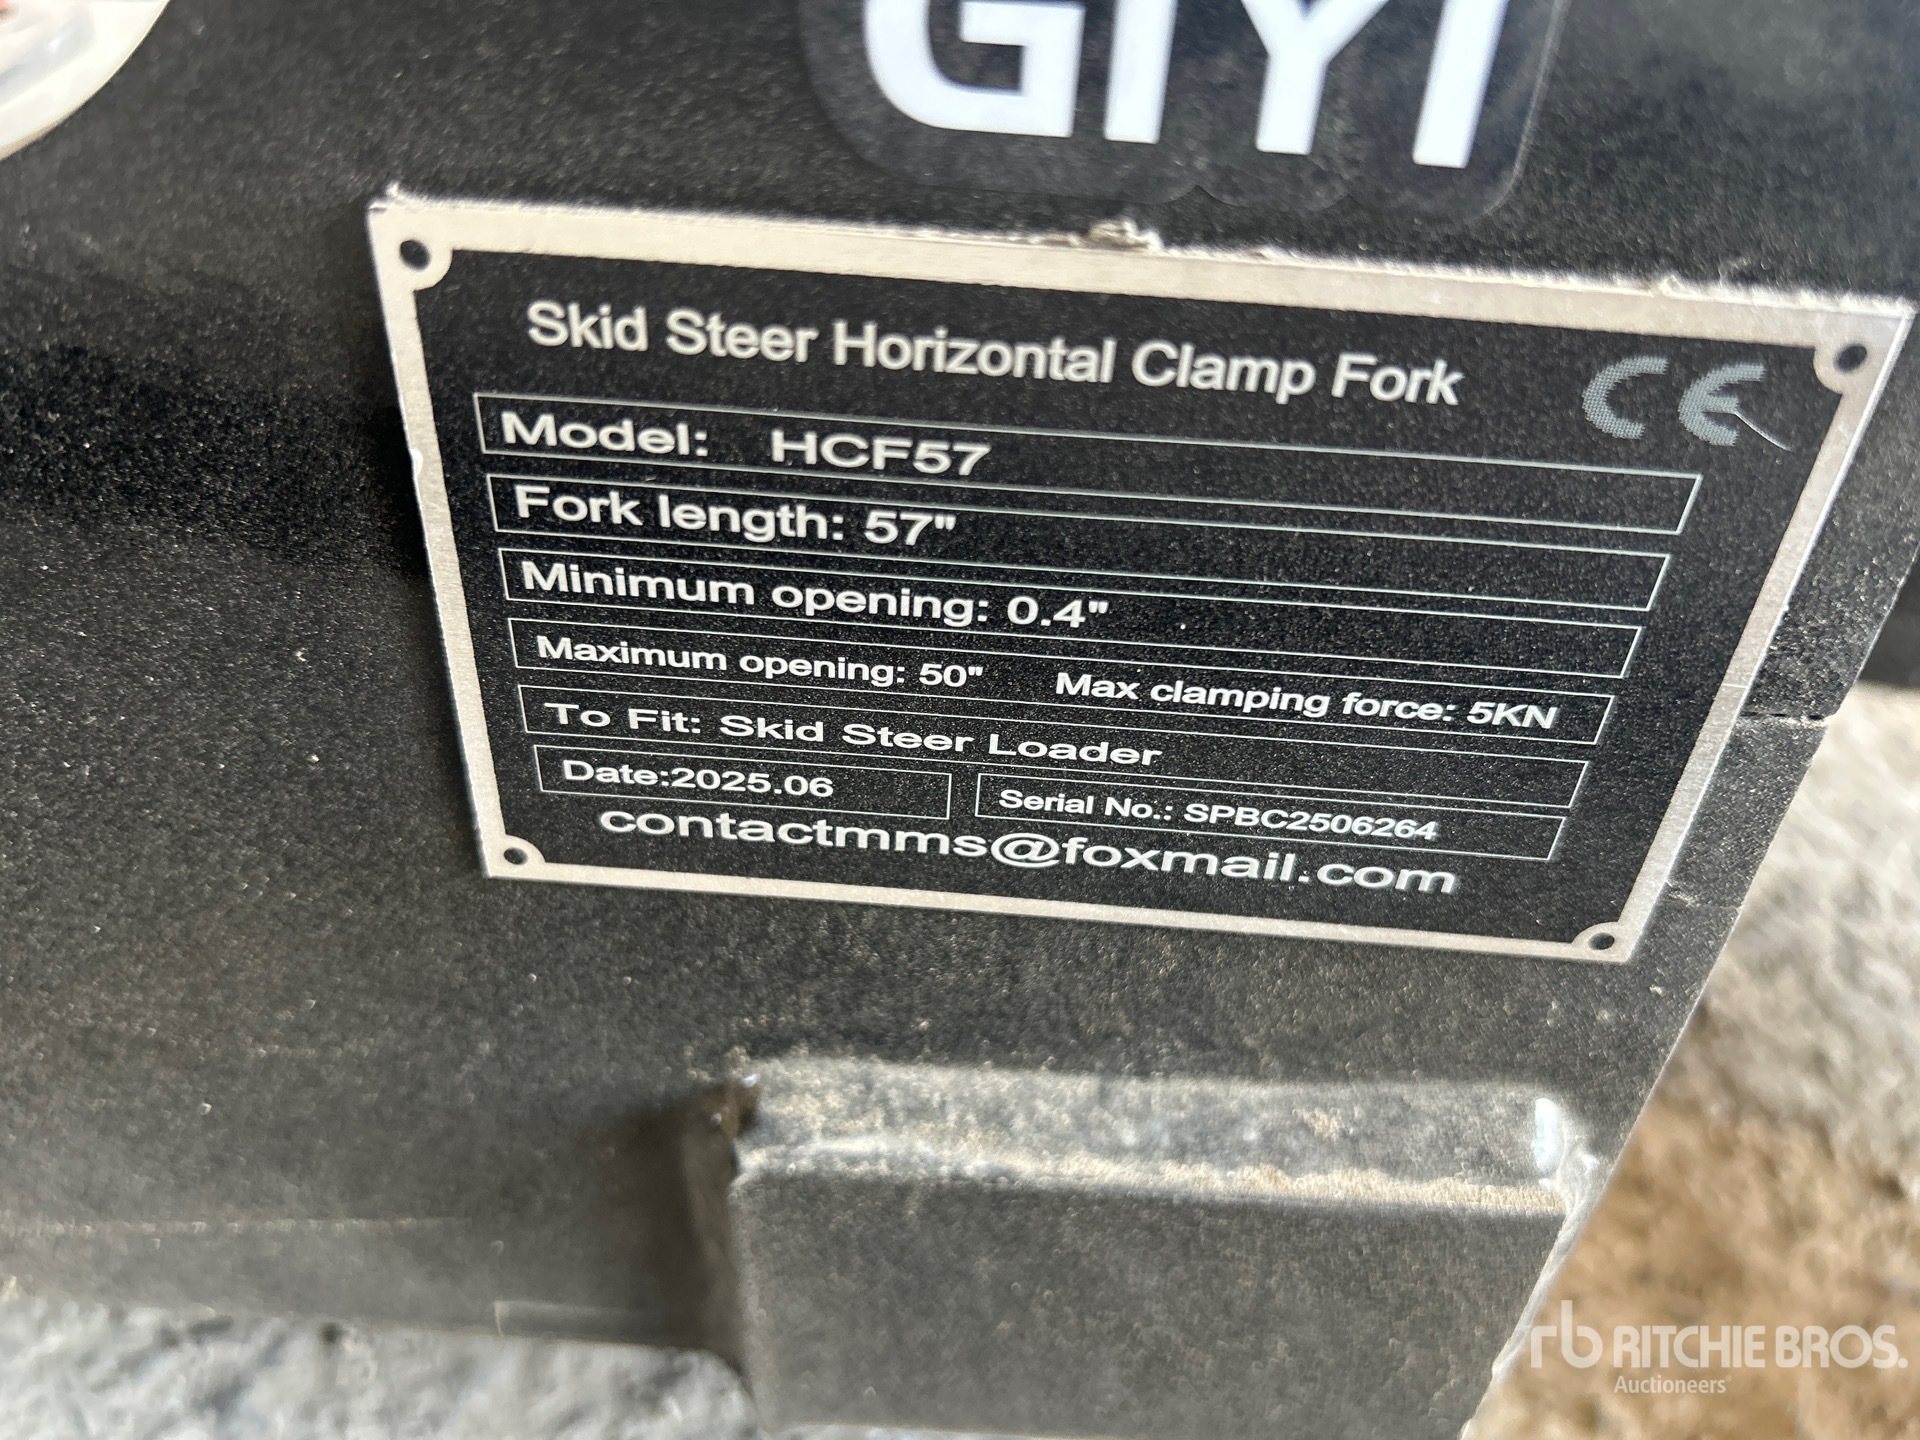 GIYI
Skid Steer Horizontal Clamp Fork
CE
Model: HCF57
Fork length: 57"
Minimum opening: 0.4"
Maximum opening: 50" Max clamping force: 5KN
To Fit: Skid Steer Loader
Date:2025.06 Serial No.: SPBC2506264
contactmms@foxmail.com
rb RITCHIE BROS.
Auctioneers